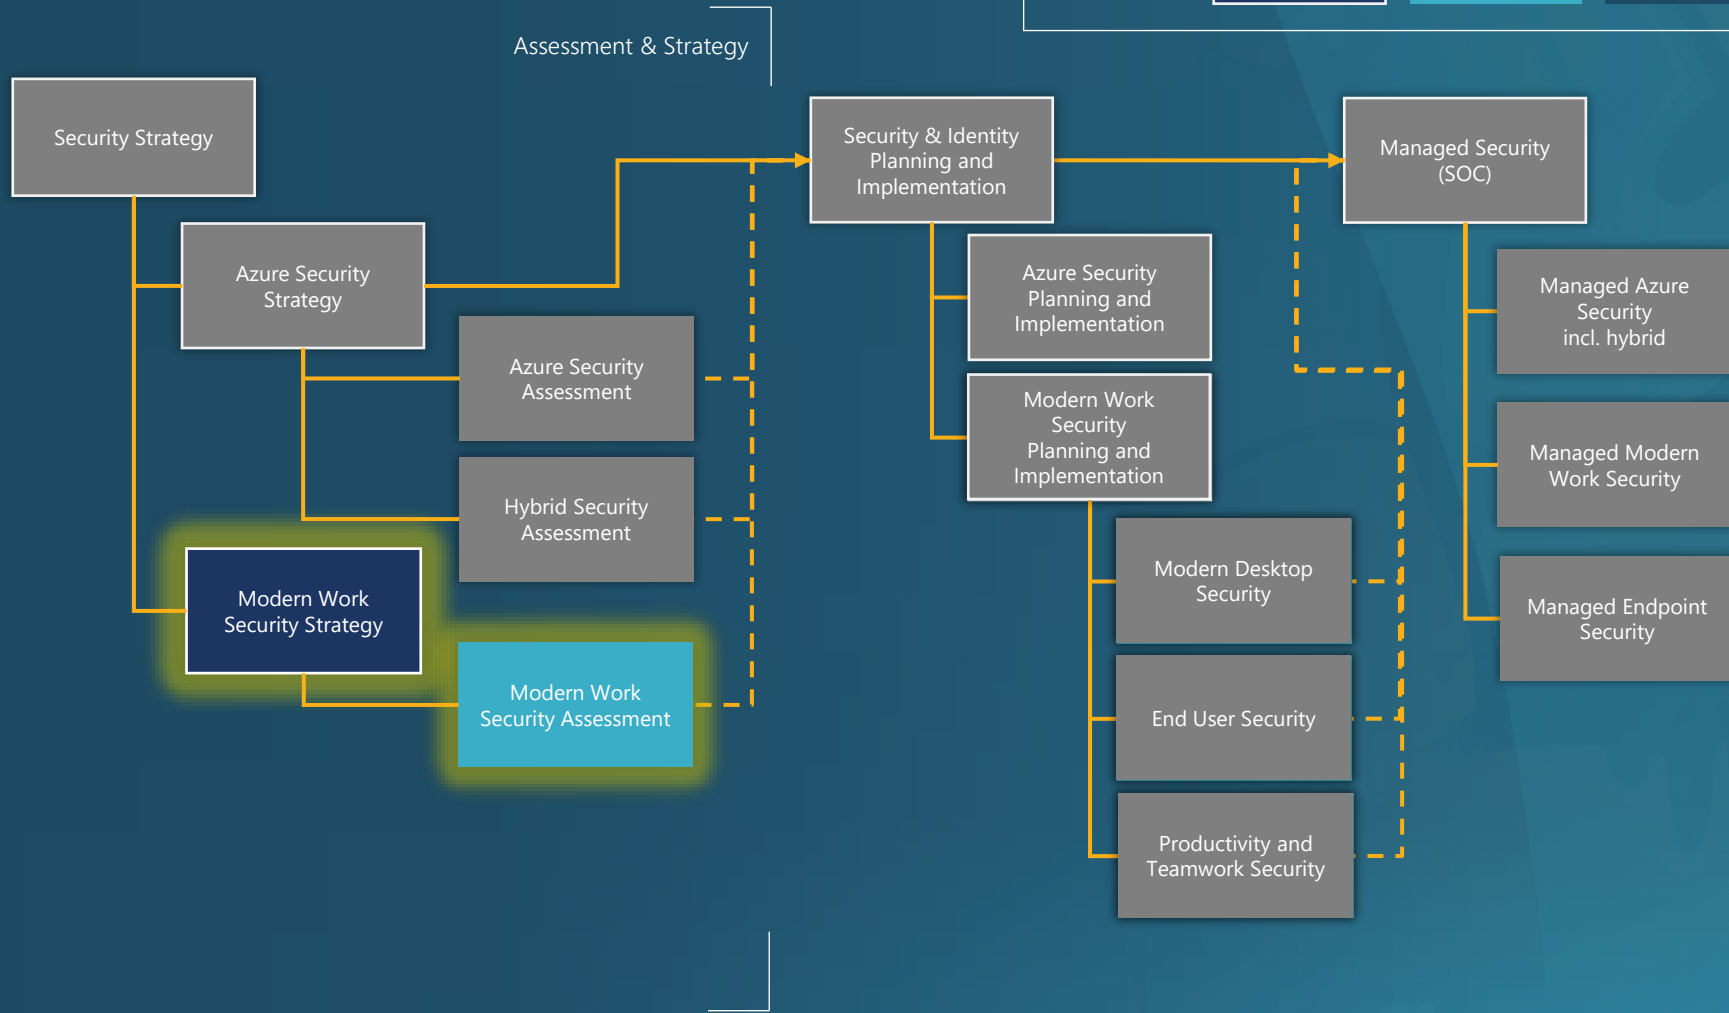 Assessment & Strategy
Security Strategy
Azure Security
Strategy
Azure Security
Assessment
Hybrid Security
Assessment
Modern Work
Security Strategy
Modern Work
Security Assessment
Security & Identity
Planning and
Implementation
Azure Security
Planning and
Implementation
Modern Work
Security
Planning and
Implementation
Modern Desktop
Security
End User Security
Productivity and
Teamwork Security
Managed Security
(SOC)
Managed Azure
Security
incl. hybrid
Managed Modern
Work Security
Managed Endpoint
Security